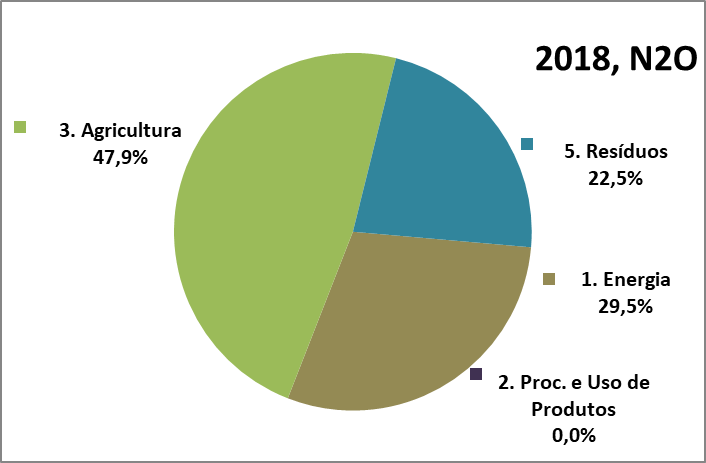 2018, N2O
3. Agricultura
47,9%
5. Resíduos
22,5%
1. Energia
29,5%
2. Proc. e Uso de
Produtos
0,0%